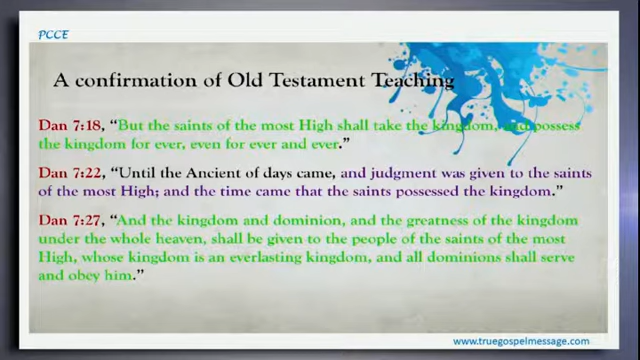 PCCE
A confirmation of Old Testament Teaching
Dan 7:18, “But the saints of the most High shall take the kingdom, and possess
the kingdom for ever, even for ever and ever.”
Dan 7:22, “Until the Ancient of days came, and judgment was given to the saints
of the most High; and the time came that the saints possessed the kingdom.”
Dan 7:27, “And the kingdom and dominion, and the greatness of the kingdom
under the whole heaven, shall be given to the people of the saints of the most
High, whose kingdom is an everlasting kingdom, and all dominions shall serve
and obey him.”
www.truegospelmessage.com